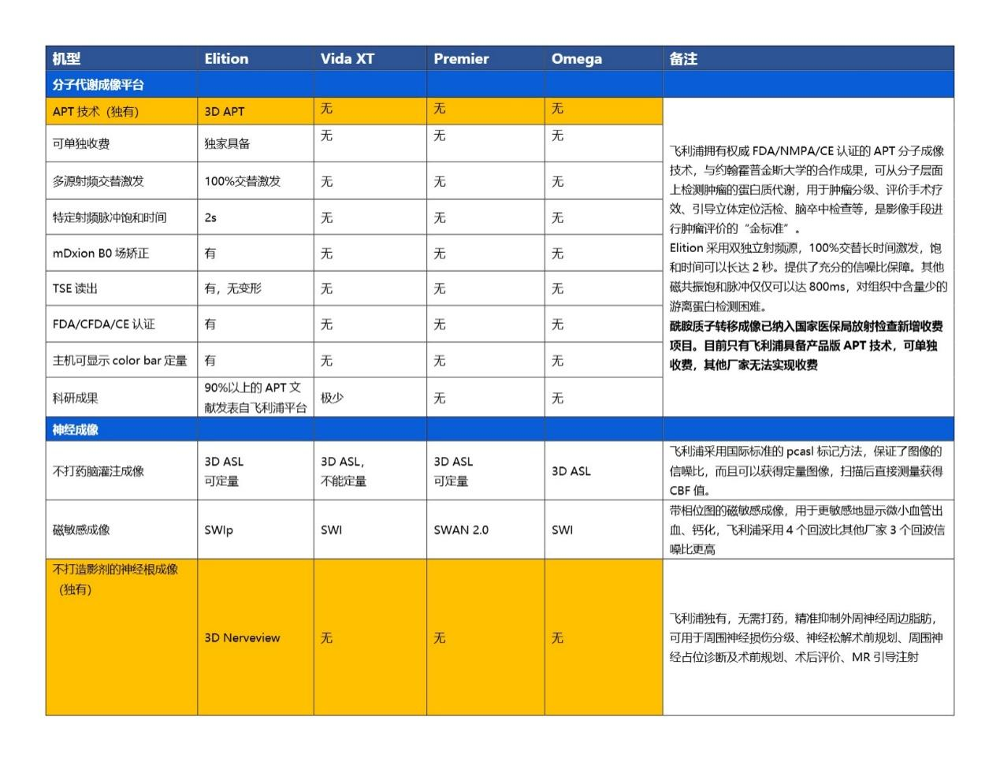 机型 Elition Vida XT Premier Omega 备注
分子代谢成像平台
APT 技术（独有） 3D APT 无 无 无
可单独收费 独家具备 无 无 无
多源射频交替激发 100%交替激发 无 无 无
特定射频脉冲饱和时间 2s 无 无 无
mDxion B0 场矫正 有 无 无 无
TSE 读出 有，无变形 无 无 无
FDA/CFDA/CE 认证 有 无 无 无
主机可显示 color bar 定量 有 无 无 无
科研成果 90%以上的 APT 文
献发表自飞利浦平台 极少 无 无
飞利浦拥有权威 FDA/NMPA/CE 认证的 APT 分子成像
技术，与约翰霍普金斯大学的合作成果，可从分子层面
上检测肿瘤的蛋白质代谢，用于肿瘤分级、评价手术疗
效、引导立体定位活检、脑卒中检查等，是影像手段进
行肿瘤评价的“金标准”。
Elition 采用双独立射频源，100%交替长时间激发，饱
和时间可以长达 2 秒。提供了充分的信噪比保障。其他
磁共振饱和脉冲仅仅可以达 800ms，对组织中含量少的
游离蛋白检测困难。
酰胺质子转移成像已纳入国家医保局放射检查新增收费
项目。目前只有飞利浦具备产品版 APT 技术，可单独
收费，其他厂家无法实现收费
神经成像
不打药脑灌注成像 3D ASL
可定量 3D ASL，
不能定量 3D ASL
可定量 3D ASL
飞利浦采用国际标准的 pcasl 标记方法，保证了图像的
信噪比，而且可以获得定量图像，扫描后直接测量获得
CBF 值。
磁敏感成像 SWIp SWI SWAN 2.0 SWI
带相位图的磁敏感成像，用于更敏感地显示微小血管出
血、钙化，飞利浦采用 4 个回波比其他厂家 3 个回波信
噪比更高
不打造影剂的神经根成像
（独有） 3D Nerveview 无 无 无
飞利浦独有，无需打药，精准抑制外周神经周边脂肪，
可用于周围神经损伤分级、神经松解术前规划、周围神
经占位诊断及术前规划、术后评价、MR 引导注射